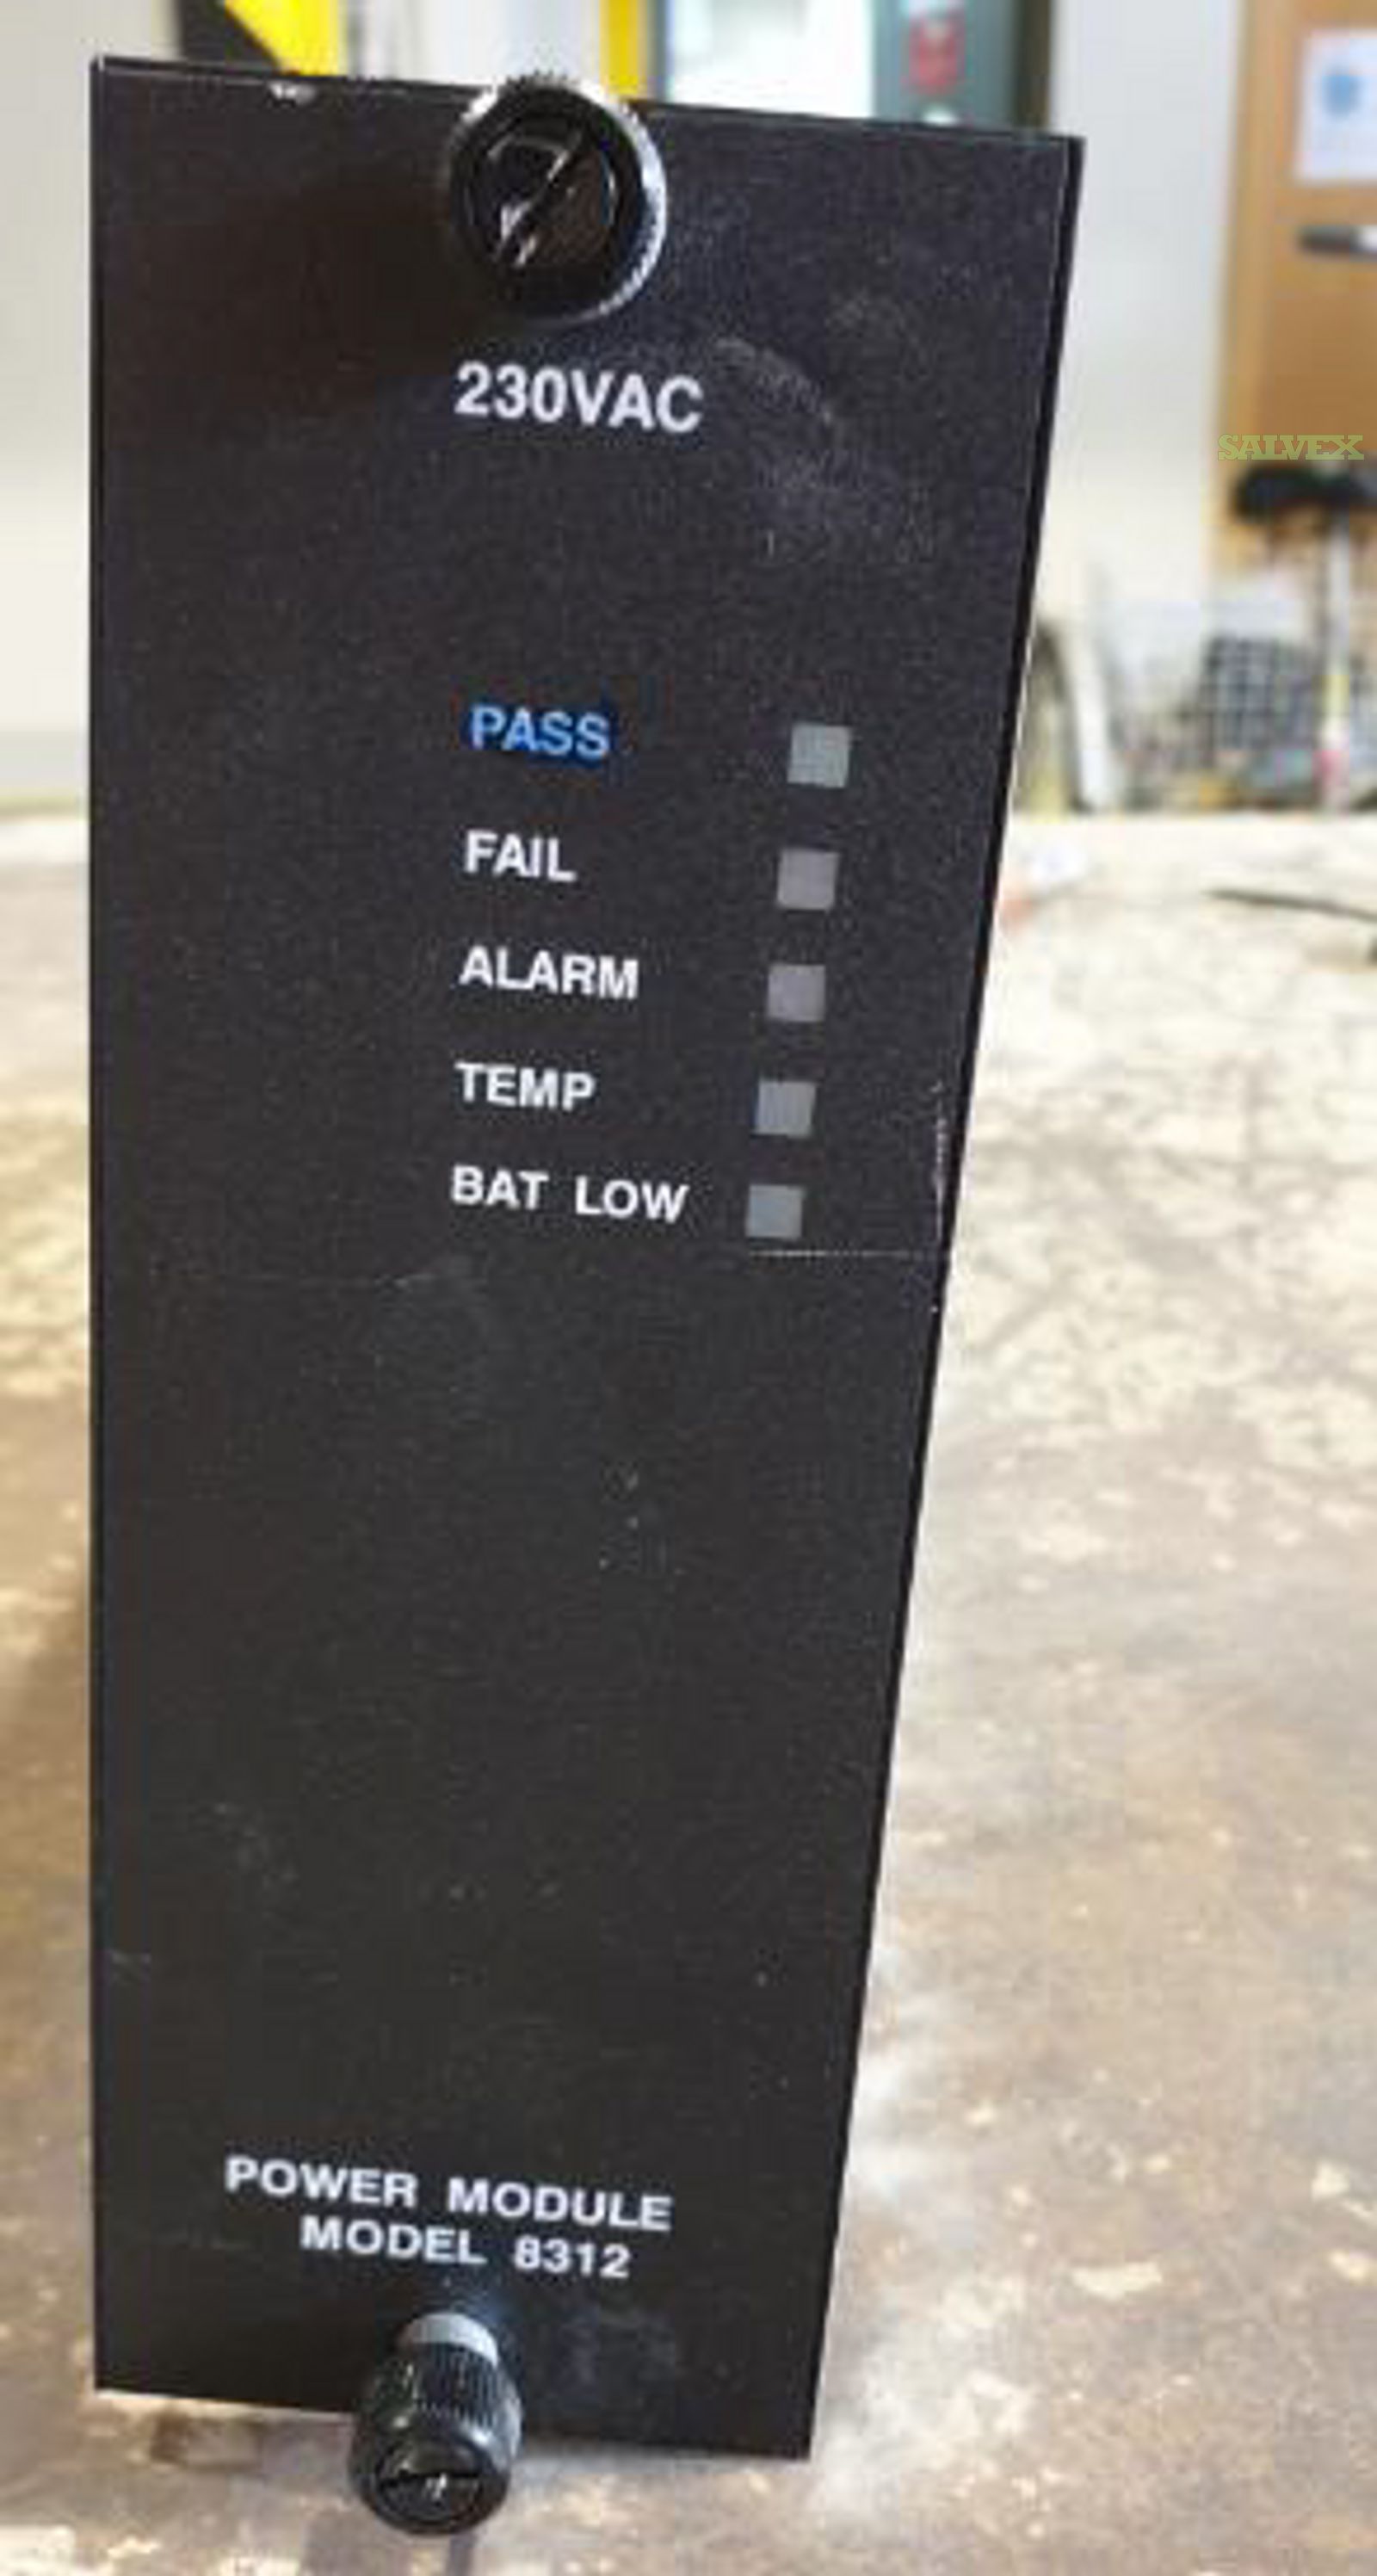 230VAC
SALVEX
PASS
FAIL
ALARM
TEMP
BAT LOW
POWER MODULE
MODEL 8312